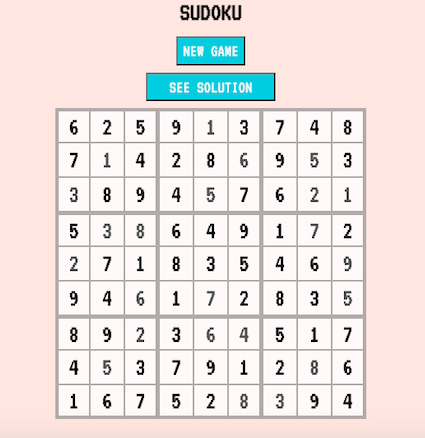 SUDOKU
NEW GAME
SEE SOLUTION
6 2 5 9 1 3 7 4 8
7 1 4 2 8 6 9 5 3
3 8 9 4 5 7 6 2 1
5 3 8 6 4 9 1 7 2
2 7 1 8 3 5 4 6 9
9 4 6 1 7 2 8 3 5
8 9 2 3 6 4 5 1 7
4 5 3 7 9 1 2 8 6
1 6 7 5 2 8 3 9 4